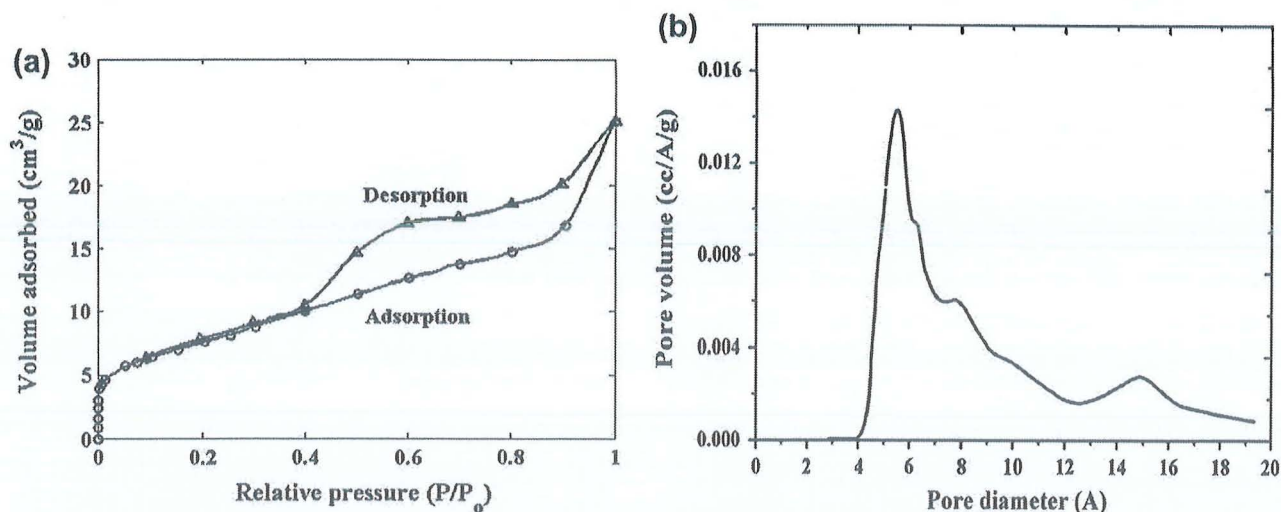 (a)
Volume adsorbed (cm³/g)
30
25
20
15
10
5
0
Desorption
Adsorption
0 0.2 0.4 0.6 0.8 1
Relative pressure (P/Pₒ)
(b)
Pore volume (cc/A/g)
0.016
0.012
0.008
0.004
0.000
0 2 4 6 8 10 12 14 16 18 20
Pore diameter (A)